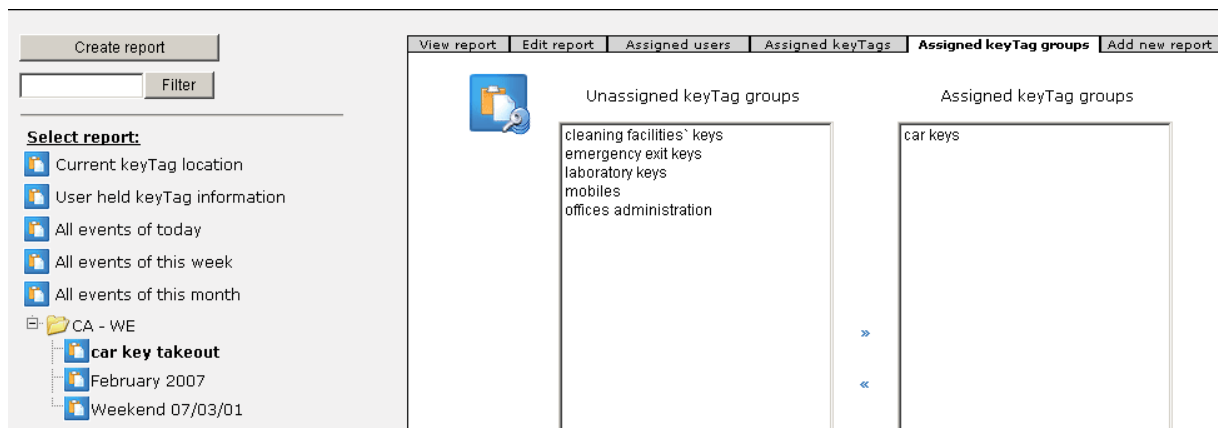 Create report
Filter
Select report:
Current keyTag location
User held keyTag information
All events of today
All events of this week
All events of this month
CA - WE
car key takeout
February 2007
Weekend 07/03/01
View report Edit report Assigned users Assigned keyTags Assigned keyTag groups Add new report
Unassigned keyTag groups
cleaning facilities` keys
emergency exit keys
laboratory keys
mobiles
offices administration
»
«
Assigned keyTag groups
car keys